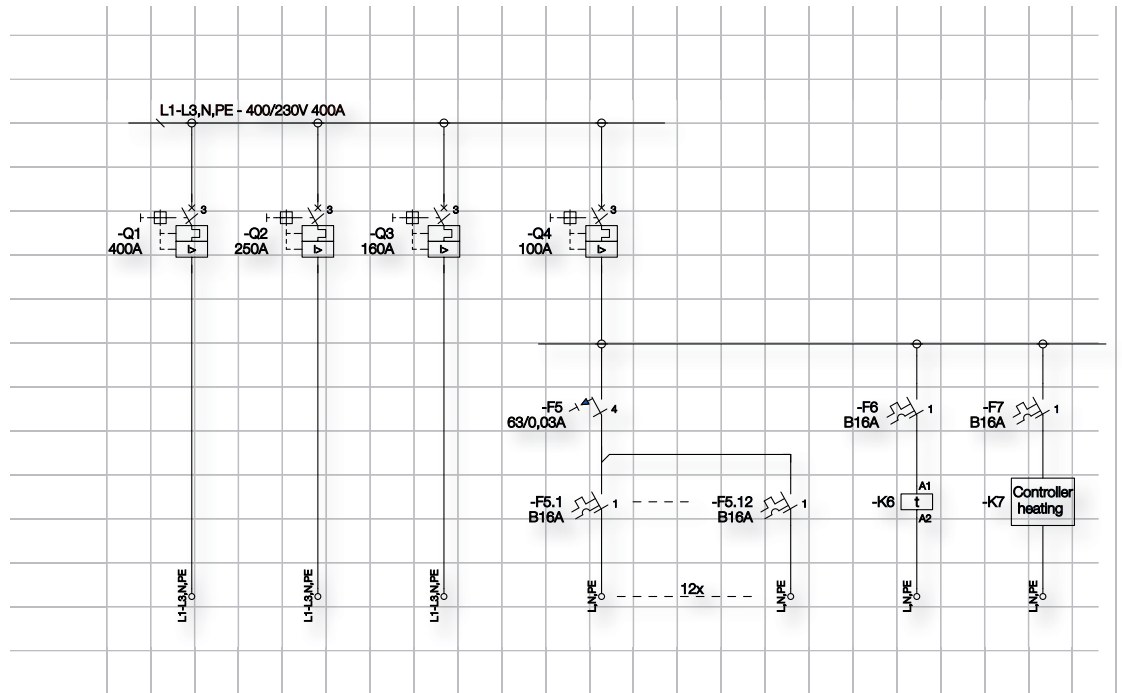 L1-L3,N,PE - 400/230V 400A
3
-Q1
400A
3
-Q2
250A
3
-Q3
160A
3
-Q4
100A
-F5
63/0,03A
4
-F6
B16A
1
-F7
B16A
1
-F5.1
B16A
1
-F5.12
B16A
1
-K6
A1
t
A2
-K7
Controller
heating
L1-L3,N,PE
L1-L3,N,PE
L1-L3,N,PE
L,N,PE
12x
L,N,PE
L,N,PE
L,N,PE